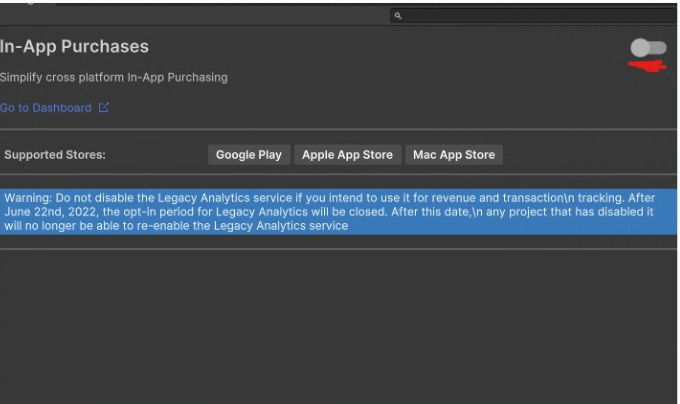 In-App Purchases
Simplify cross platform In-App Purchasing
Go to Dashboard
Supported Stores:
Google Play
Apple App Store
Mac App Store
Warning: Do not disable the Legacy Analytics service if you intend to use it for revenue and transaction\n tracking. After
June 22nd, 2022, the opt-in period for Legacy Analytics will be closed. After this date,\n any project that has disabled it
will no longer be able to re-enable the Legacy Analytics service